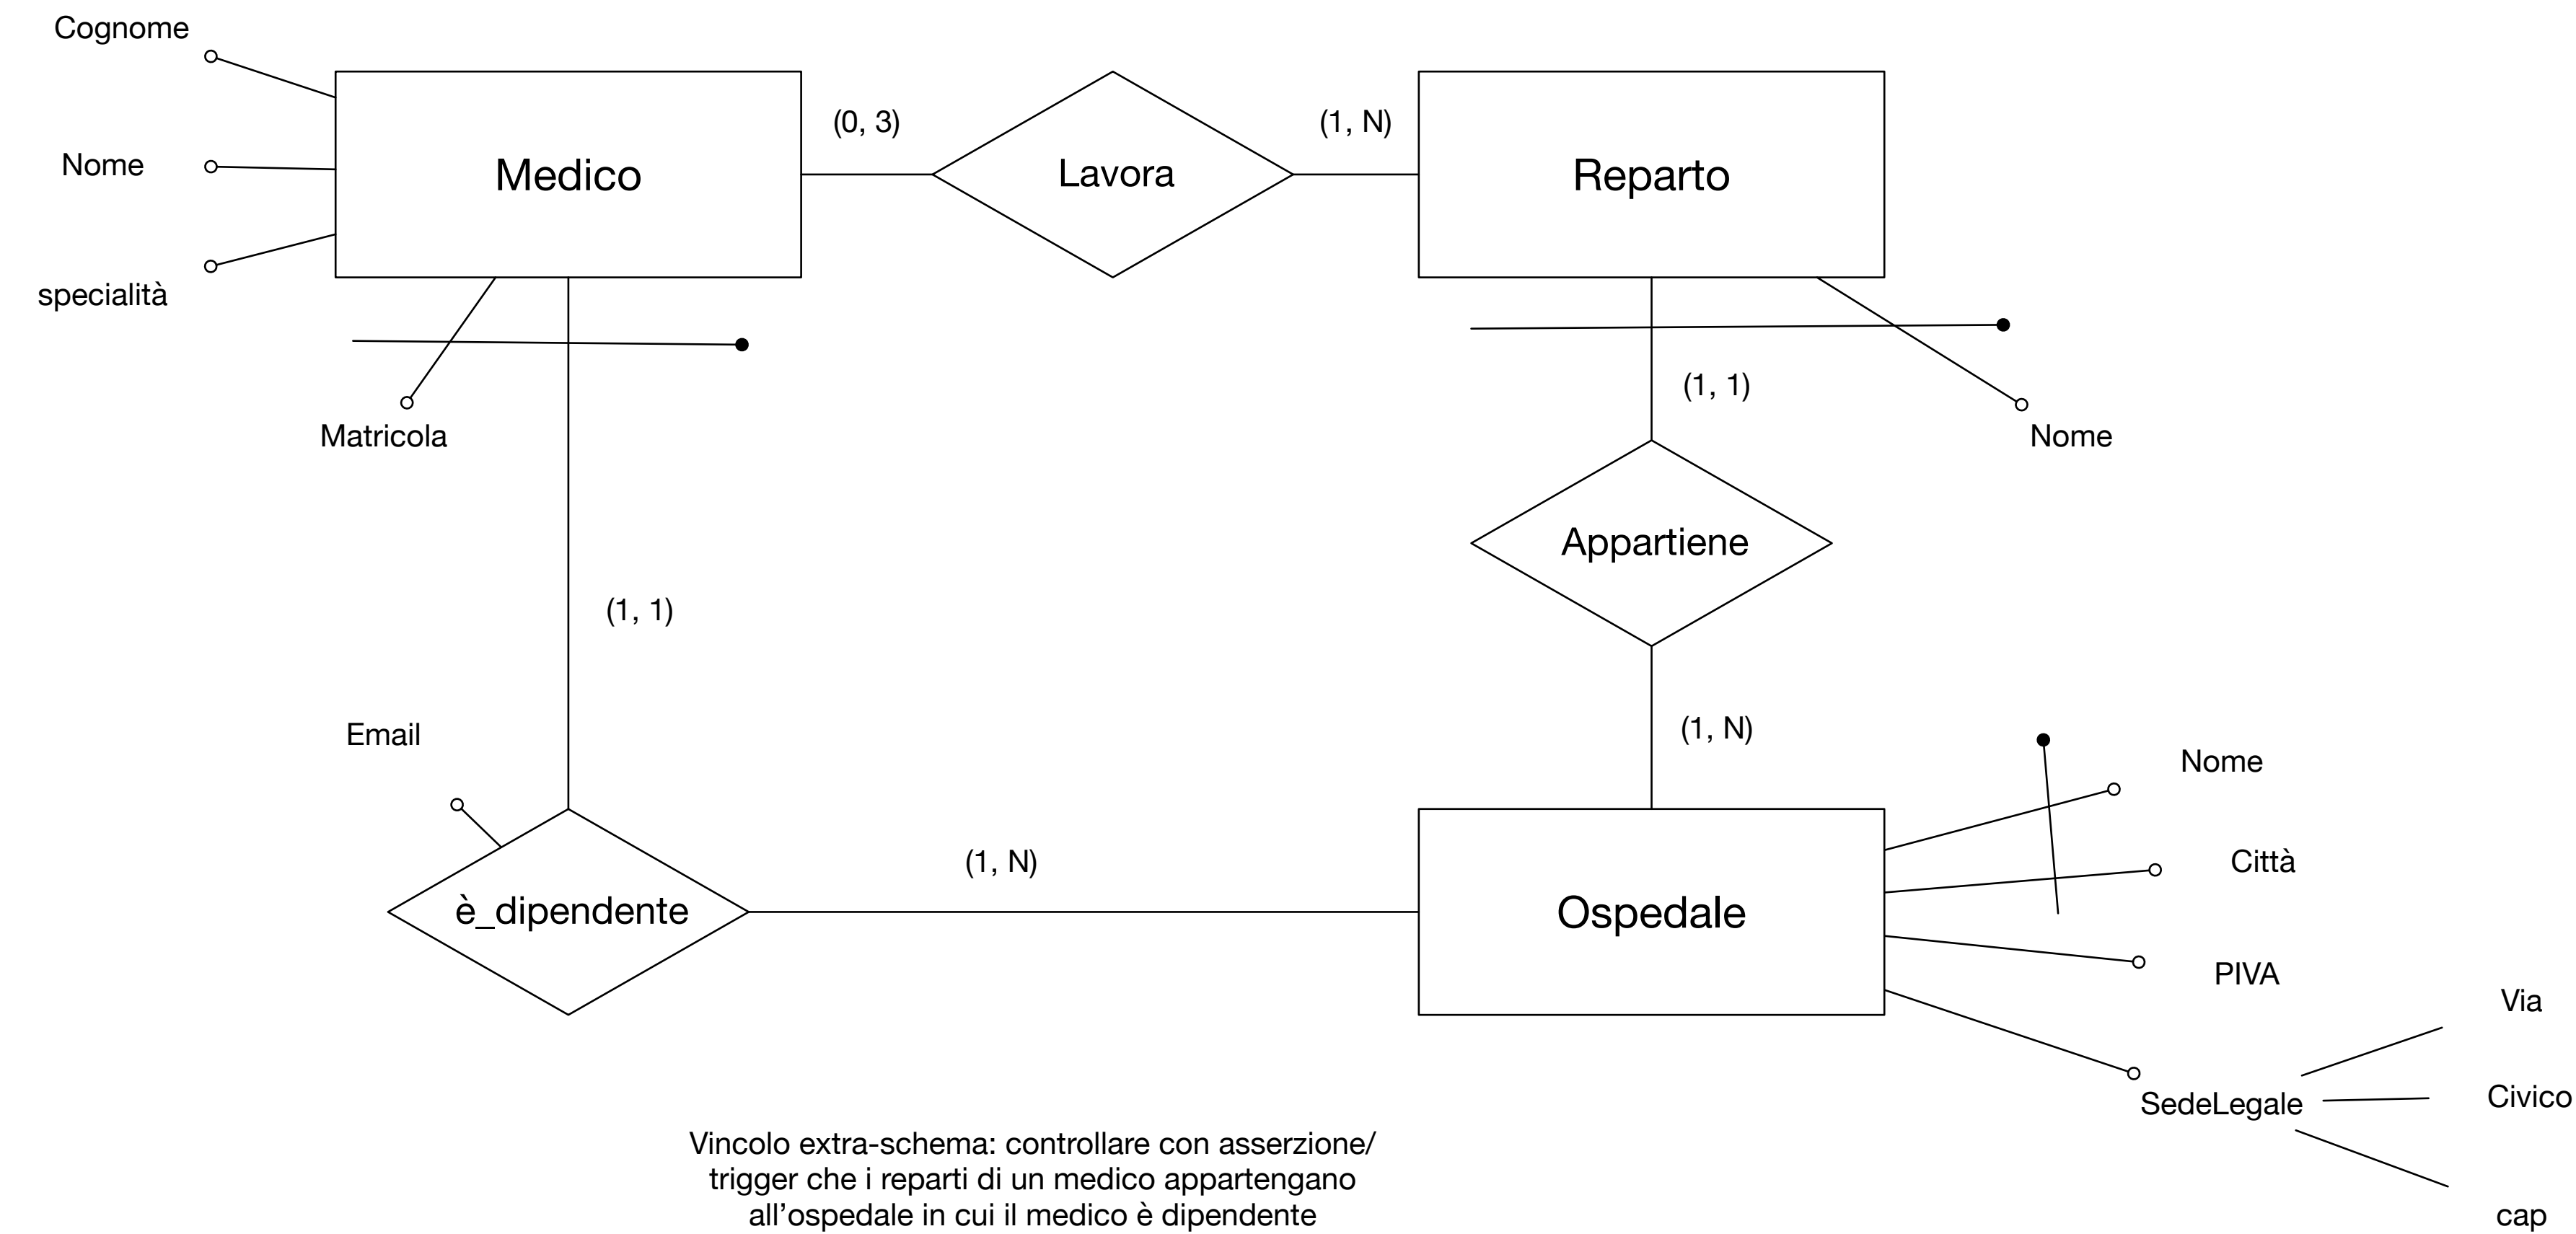 Cognome
Nome
specialità
Medico
(0, 3)
Lavora
(1, N)
Reparto
Matricola
(1, 1)
Nome
Appartiene
(1, 1)
(1, N)
Email
è_dipendente
(1, N)
Ospedale
Nome
Città
PIVA
SedeLegale
Via
Civico
cap
Vincolo extra-schema: controllare con asserzione/
trigger che i reparti di un medico appartengano
all’ospedale in cui il medico è dipendente